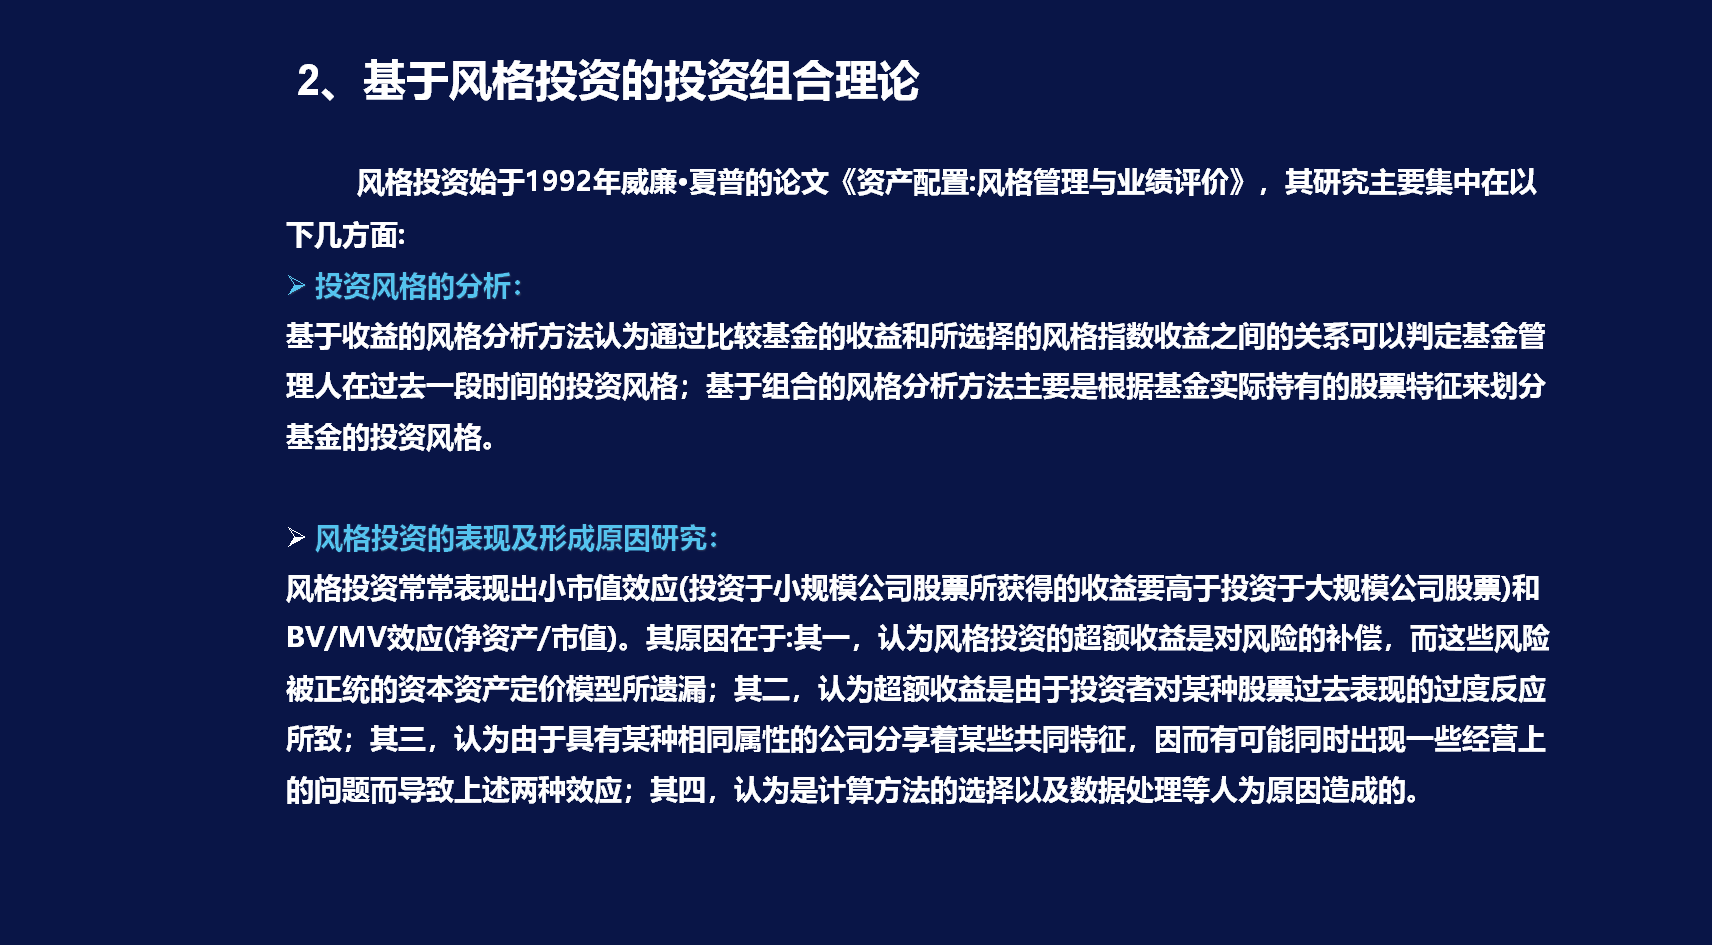 2、基于风格投资的投资组合理论
风格投资始于1992年威廉•夏普的论文《资产配置:风格管理与业绩评价》，其研究主要集中在以
下几方面:
➢ 投资风格的分析：
基于收益的风格分析方法认为通过比较基金的收益和所选择的风格指数收益之间的关系可以判定基金管
理人在过去一段时间的投资风格；基于组合的风格分析方法主要是根据基金实际持有的股票特征来划分
基金的投资风格。
➢ 风格投资的表现及形成原因研究：
风格投资常常表现出小市值效应(投资于小规模公司股票所获得的收益要高于投资于大规模公司股票)和
BV/MV效应(净资产/市值)。其原因在于:其一，认为风格投资的超额收益是对风险的补偿，而这些风险
被正统的资本资产定价模型所遗漏；其二，认为超额收益是由于投资者对某种股票过去表现的过度反应
所致；其三，认为由于具有某种相同属性的公司分享着某些共同特征，因而有可能同时出现一些经营上
的问题而导致上述两种效应；其四，认为是计算方法的选择以及数据处理等人为原因造成的。